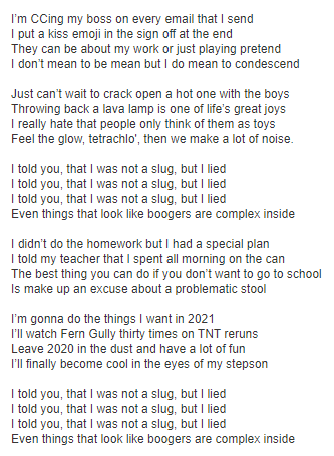 I'm CCing my boss on every email that I send
I put a kiss emoji in the sign off at the end
They can be about my work or just playing pretend
I don't mean to be mean but I do mean to condescend

Just can't wait to crack open a hot one with the boys
Throwing back a lava lamp is one of life's great joys
I really hate that people only think of them as toys
Feel the glow, tetrachlo', then we make a lot of noise.

I told you, that I was not a slug, but I lied
I told you, that I was not a slug, but I lied
I told you, that I was not a slug, but I lied
Even things that look like boogers are complex inside

I didn't do the homework but I had a special plan
I told my teacher that I spent all morning on the can
The best thing you can do if you don't want to go to school
Is make up an excuse about a problematic stool

I'm gonna do the things I want in 2021
I'll watch Fern Gully thirty times on TNT reruns
Leave 2020 in the dust and have a lot of fun
I'll finally become cool in the eyes of my stepson

I told you, that I was not a slug, but I lied
I told you, that I was not a slug, but I lied
I told you, that I was not a slug, but I lied
Even things that look like boogers are complex inside